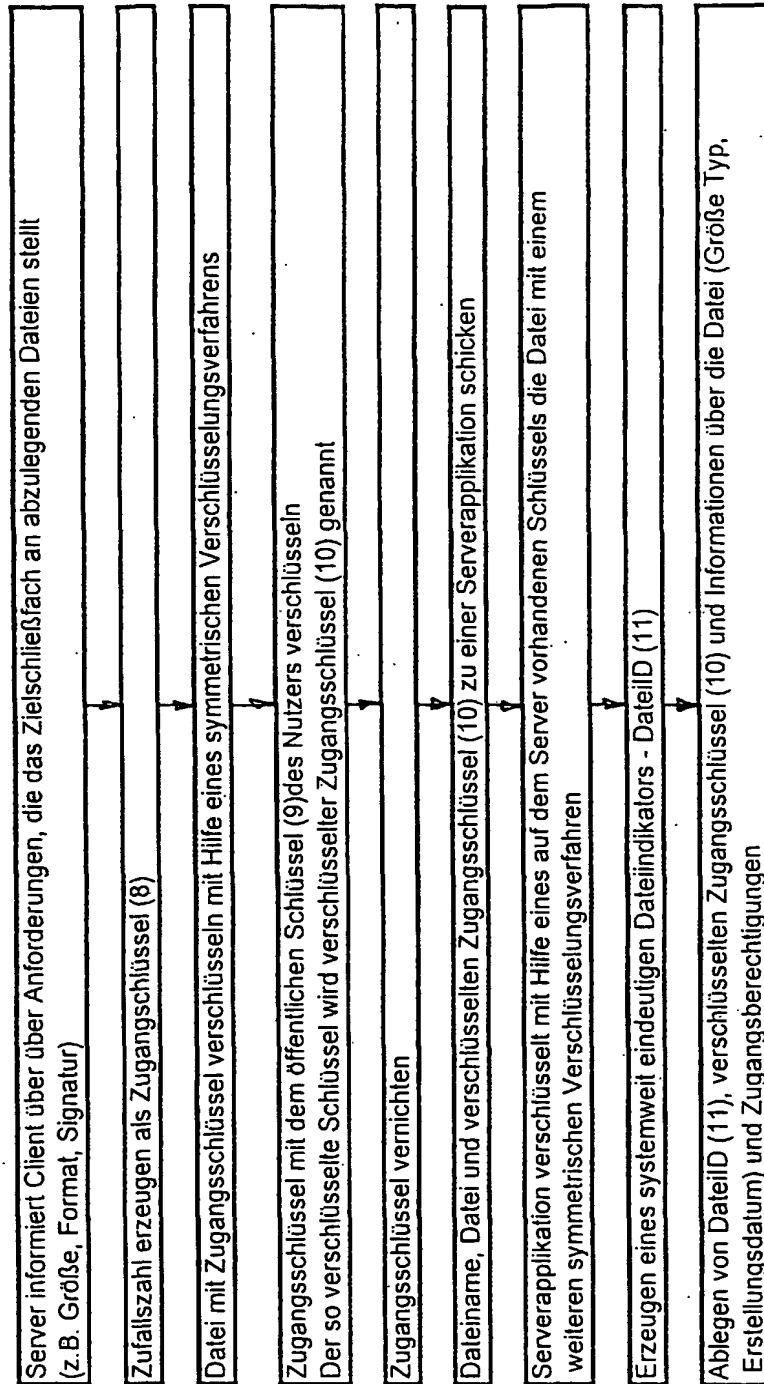 Server informiert Client über über Anforderungen, die das Zielschließfach an abzulegenden Dateien stellt
(z.B. Größe, Format, Signatur)
Zufallszahl erzeugen als Zugangschlüssel (8)
Datei mit Zugangsschlüssel verschlüsseln mit Hilfe eines symmetrischen Verschlüsselungsverfahrens
Zugangsschlüssel mit dem öffentlichen Schlüssel (9)des Nutzers verschlüsseln
Der so verschlüsselte Schlüssel wird verschlüsselter Zugangsschlüssel (10) genannt
Zugangsschlüssel vernichten
Dateiname, Datei und verschlüsselten Zugangsschlüssel (10) zu einer Serverapplikation schicken
Serverapplikation verschlüsselt mit Hilfe eines auf dem Server vorhandenen Schlüssels die Datei mit einem
weiteren symmetrischen Verschlüsselungsverfahren
Erzeugen eines systemweit eindeutigen Dateiindikators - DateiID (11)
Ablegen von DateiID (11), verschlüsselten Zugangsschlüssel (10) und Informationen über die Datei (Größe Typ,
Erstellungsdatum) und Zugangsberechtigungen